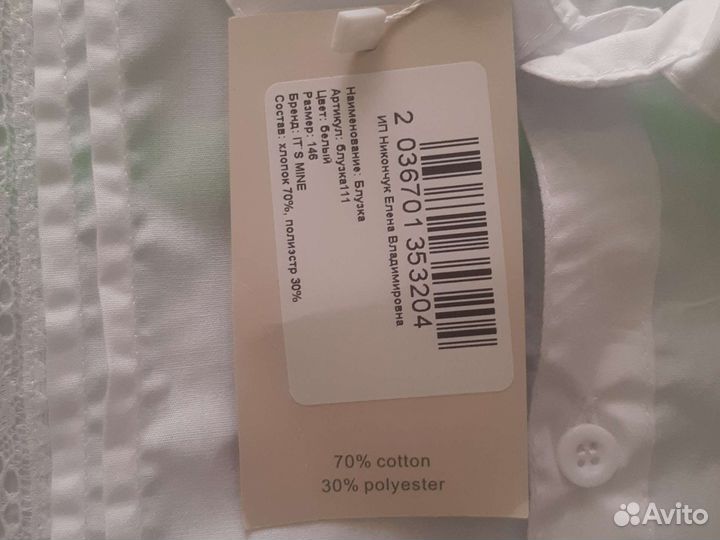 2 036701 353204
ИП Никончук Елена Владимировна
Наименование: Блузка
Артикул: блузка111
Цвет: белый
Размер: 146
Бренд: IT S MINE
Состав: хлопок 70%, полиэстр 30%
70% cotton
30% polyester
Avito